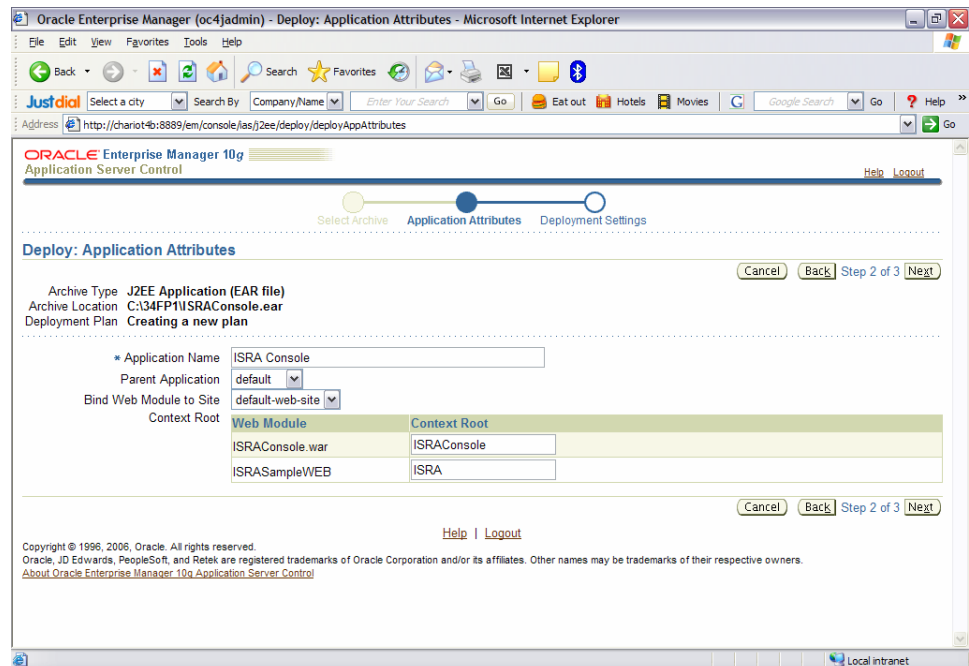 Oracle Enterprise Manager (oc4jadmin) - Deploy: Application Attributes - Microsoft Internet Explorer
File Edit View Favorites Tools Help
Back Search Favorites
Justdial Select a city Search By Company/Name Enter Your Search Go Eat out Hotels Movies G Google Search Go ? Help »
Address http://chariot4b:8889/em/console/ias/j2ee/deploy/deployAppAttributes Go
ORACLE Enterprise Manager 10g
Application Server Control
Help Logout
Select Archive Application Attributes Deployment Settings
Deploy: Application Attributes
Cancel Back Step 2 of 3 Next
Archive Type J2EE Application (EAR file)
Archive Location C:\34FP1\ISRAConsole.ear
Deployment Plan Creating a new plan
* Application Name ISRA Console
Parent Application default
Bind Web Module to Site default-web-site
Context Root Web Module Context Root
ISRAConsole.war ISRAConsole
ISRASampleWEB ISRA
Cancel Back Step 2 of 3 Next
Help | Logout
Copyright © 1996, 2006, Oracle. All rights reserved.
Oracle, JD Edwards, PeopleSoft, and Retek are registered trademarks of Oracle Corporation and/or its affiliates. Other names may be trademarks of their respective owners.
About Oracle Enterprise Manager 10g Application Server Control
Local intranet